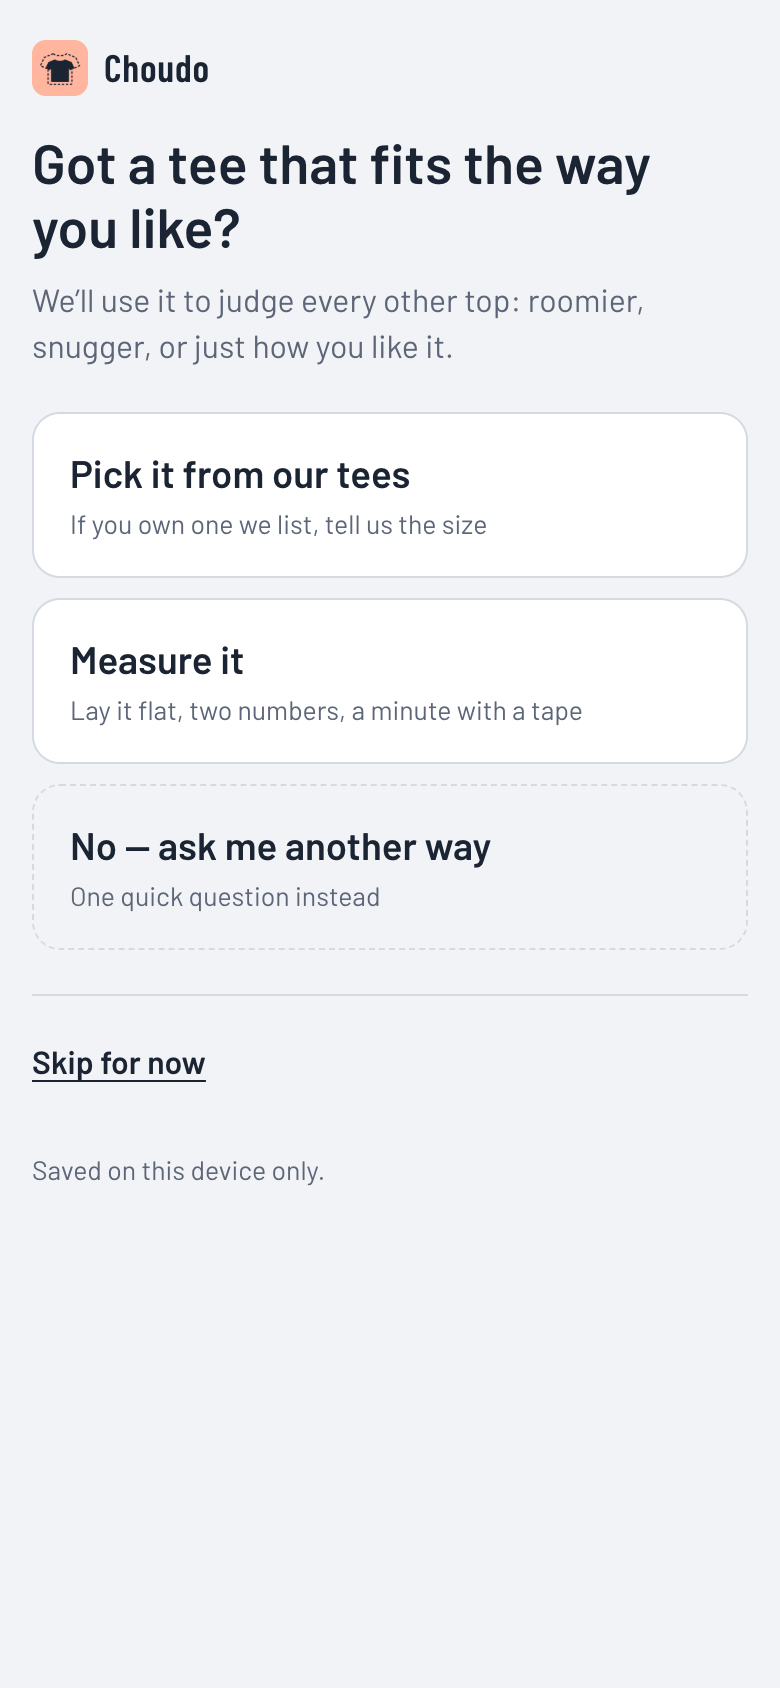 Choudo
Got a tee that fits the way
you like?
We’ll use it to judge every other top: roomier,
snugger, or just how you like it.
Pick it from our tees
If you own one we list, tell us the size
Measure it
Lay it flat, two numbers, a minute with a tape
No — ask me another way
One quick question instead
Skip for now
Saved on this device only.